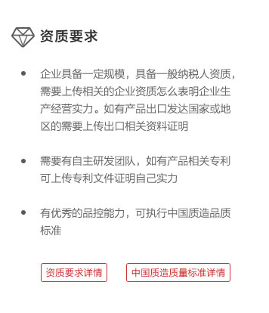 资质要求
企业具备一定规模，具备一般纳税人资质，
需要上传相关的企业资质怎么表明企业生
产经营实力。如有产品出口发达国家或地
区的需要上传出口相关资料证明
需要有自主研发团队，如有产品相关专利
可上传专利文件证明自己实力
有优秀的品控能力，可执行中国质造品质
标准
资质要求详情 中国质造质量标准详情